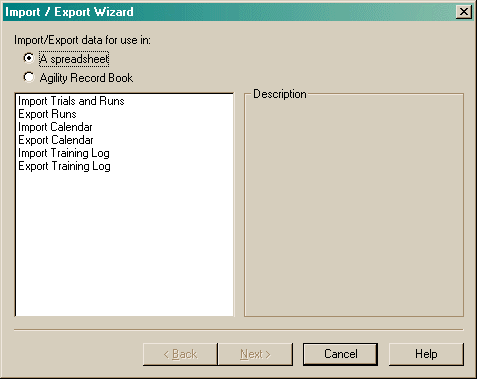 Import / Export Wizard
Import/Export data for use in:
A spreadsheet
Agility Record Book
Import Trials and Runs
Export Runs
Import Calendar
Export Calendar
Import Training Log
Export Training Log
Description
< Back
Next >
Cancel
Help